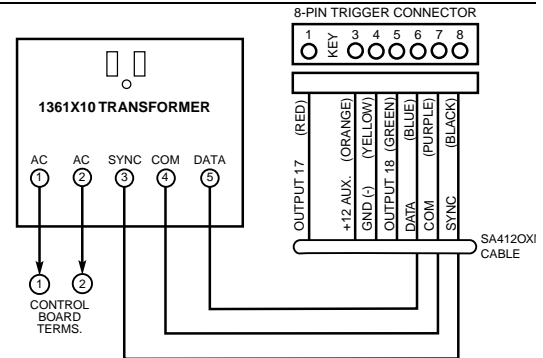 8-PIN TRIGGER CONNECTOR
1 KEY 3 4 5 6 7 8
1361X10 TRANSFORMER
AC AC SYNC COM DATA
1 2 3 4 5
OUTPUT 17 (RED)
+12 AUX. (ORANGE)
GND (-) (YELLOW)
OUTPUT 18 (GREEN)
DATA (BLUE)
COM (PURPLE)
SYNC (BLACK)
CABLE
1 2
CONTROL
BOARD
TERMS.